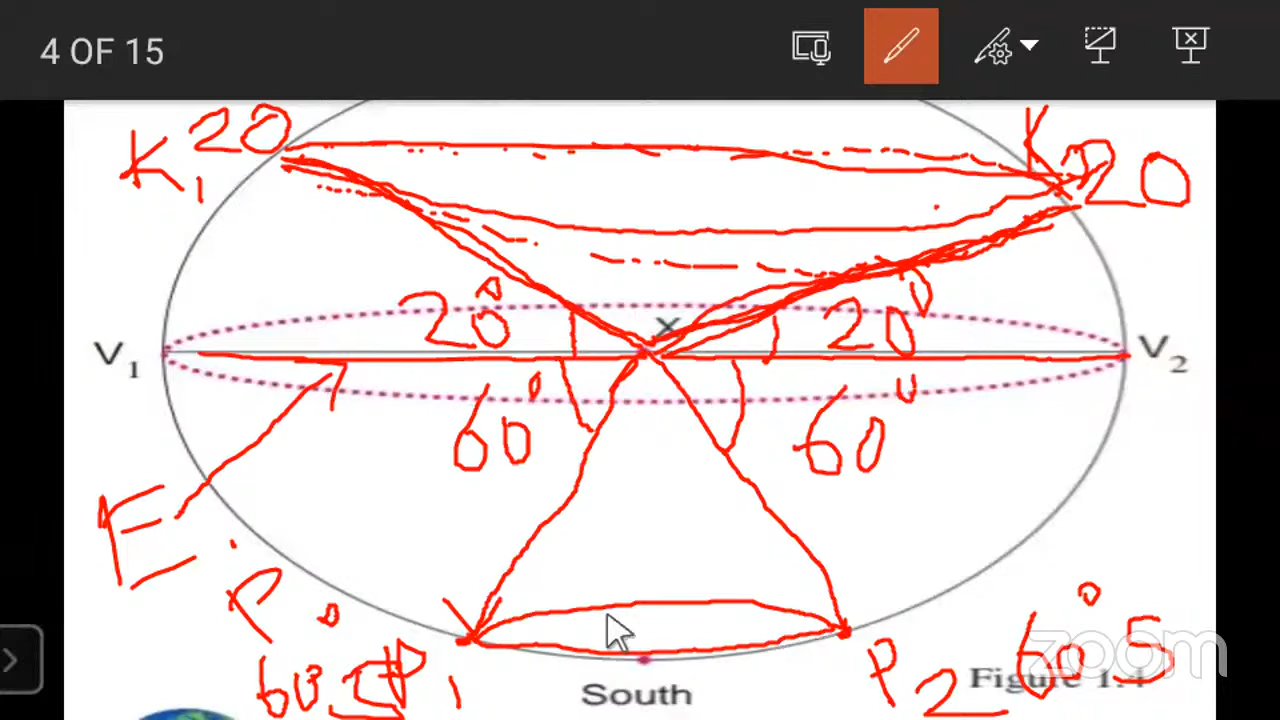 4 OF 15
K₁ 20 K 20
X
20° 20°
V₁ V₂
60° 60°
E.
P.
60° P₁ P₂ 60° S
zoom
Figure 1.4
South